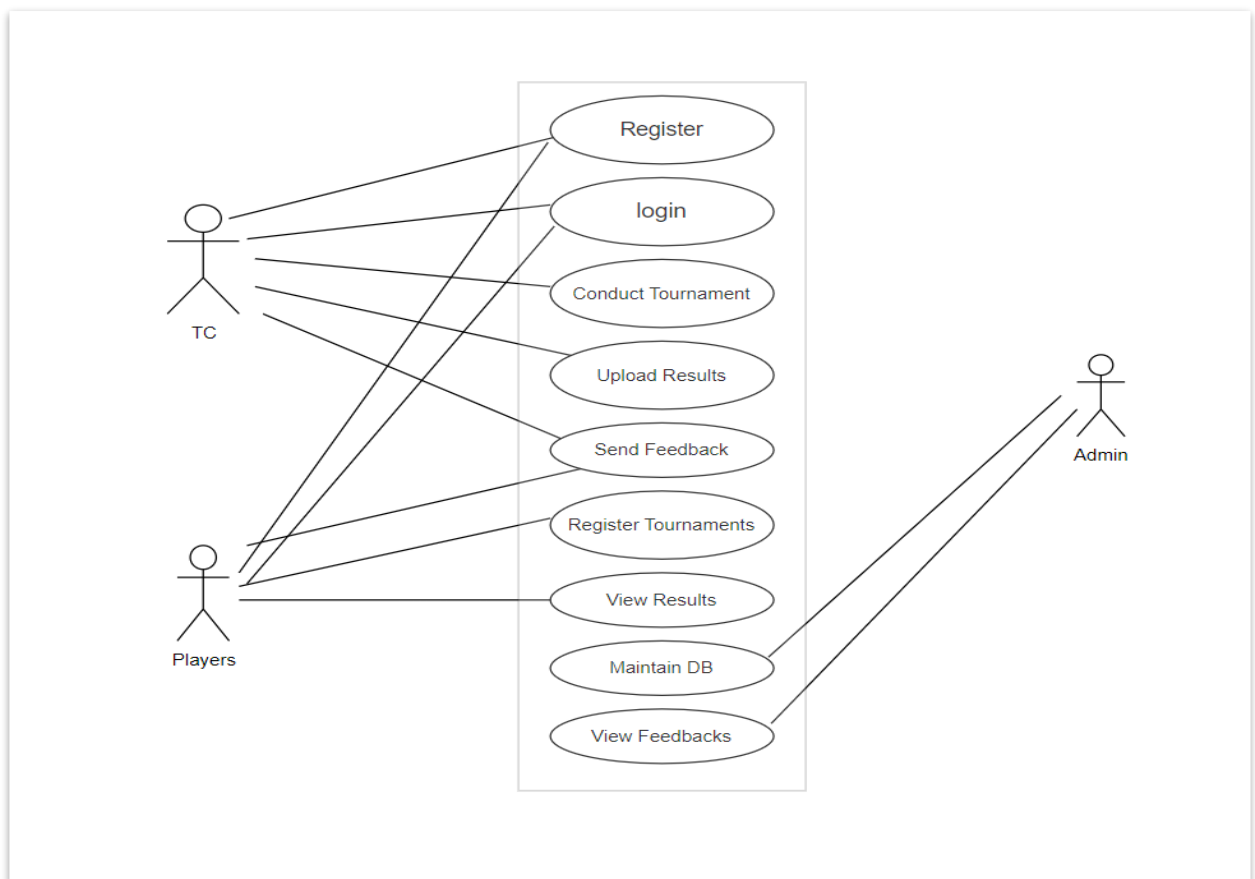 Register
login
Conduct Tournament
TC
Upload Results
Admin
Send Feedback
Register Tournaments
View Results
Players
Maintain DB
View Feedbacks